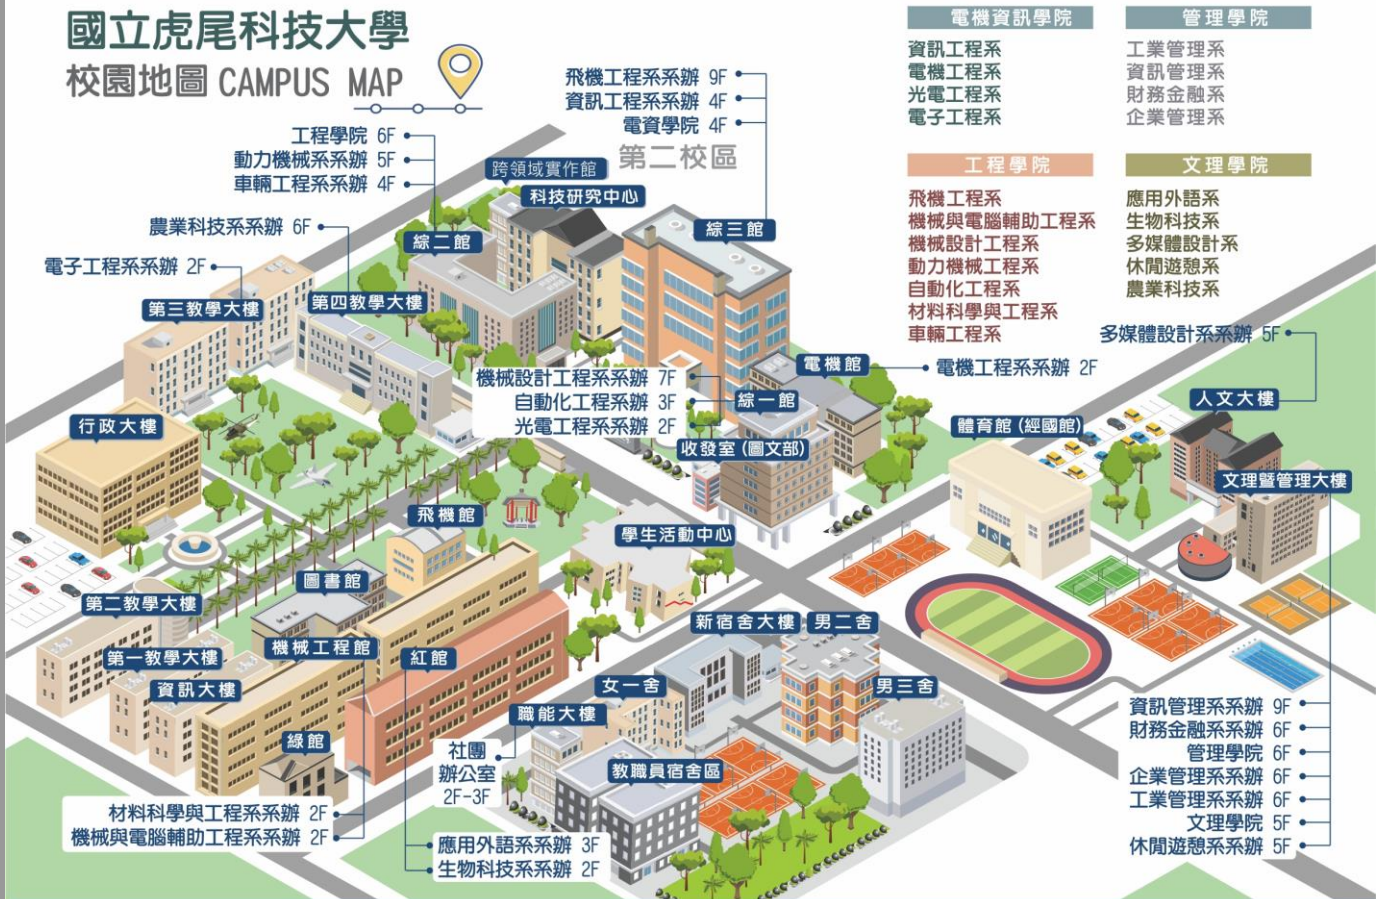 國立虎尾科技大學
校園地圖 CAMPUS MAP
電機資訊學院
資訊工程系
電機工程系
光電工程系
電子工程系
管理學院
工業管理系
資訊管理系
財務金融系
企業管理系
工程學院
飛機工程系
機械與電腦輔助工程系
機械設計工程系
動力機械工程系
自動化工程系
材料科學與工程系
車輛工程系
文理學院
應用外語系
生物科技系
多媒體設計系
休閒遊憩系
農業科技系
飛機工程系系辦 9F
資訊工程系系辦 4F
電資學院 4F
第二校區
工程學院 6F
動力機械系系辦 5F
車輛工程系系辦 4F
跨領域實作館
科技研究中心
農業科技系系辦 6F
綜二館
綜三館
電子工程系系辦 2F
第三教學大樓
第四教學大樓
多媒體設計系系辦 5F
機械設計工程系系辦 7F
自動化工程系辦 3F
光電工程系系辦 2F
電機館
電機工程系系辦 2F
綜一館
人文大樓
行政大樓
收發室(圖文部)
體育館(經國館)
文理暨管理大樓
飛機館
學生活動中心
圖書館
第二教學大樓
新宿舍大樓
男二舍
第一教學大樓
機械工程館
紅館
資訊大樓
女一舍
男三舍
職能大樓
綠館
社團
辦公室
2F-3F
教職員宿舍區
資訊管理系系辦 9F
財務金融系系辦 6F
管理學院 6F
企業管理系系辦 6F
工業管理系系辦 6F
文理學院 5F
休閒遊憩系系辦 5F
材料科學與工程系系辦 2F
機械與電腦輔助工程系系辦 2F
應用外語系系辦 3F
生物科技系系辦 2F